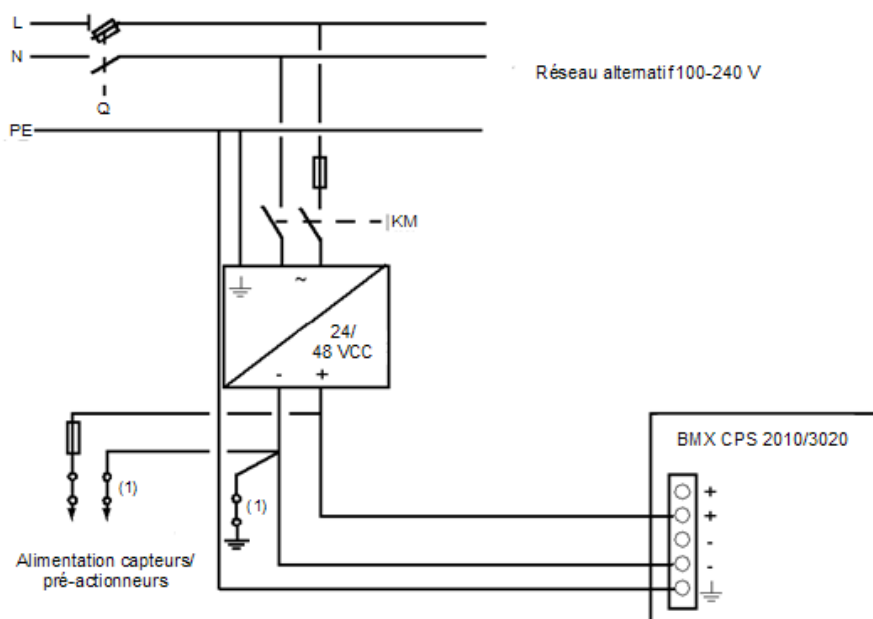 L
N
Réseau alternatif 100-240 V
Q
PE
KM
~
24/
48 VCC
- +
BMX CPS 2010/3020
+
+
-
-
(1)
(1)
Alimentation capteurs/
pré-actionneurs